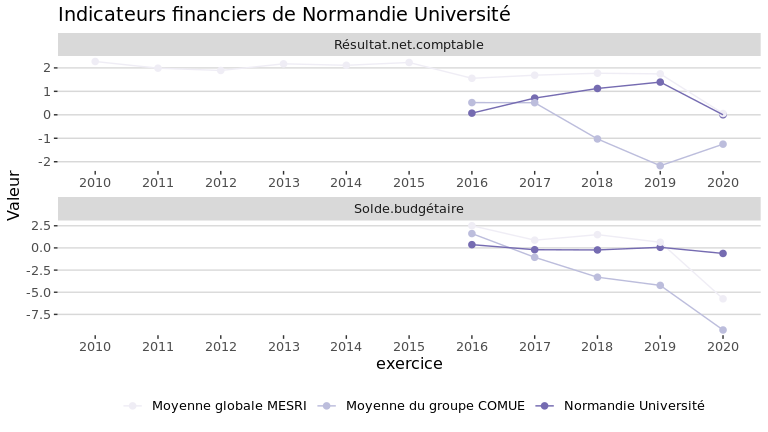 Indicateurs financiers de Normandie Université
Résultat.net.comptable
2
1
0
-1
-2
2010 2011 2012 2013 2014 2015 2016 2017 2018 2019 2020
Valeur
Solde.budgétaire
2.5
0.0
-2.5
-5.0
-7.5
2010 2011 2012 2013 2014 2015 2016 2017 2018 2019 2020
exercice
Moyenne globale MESRI Moyenne du groupe COMUE Normandie Université